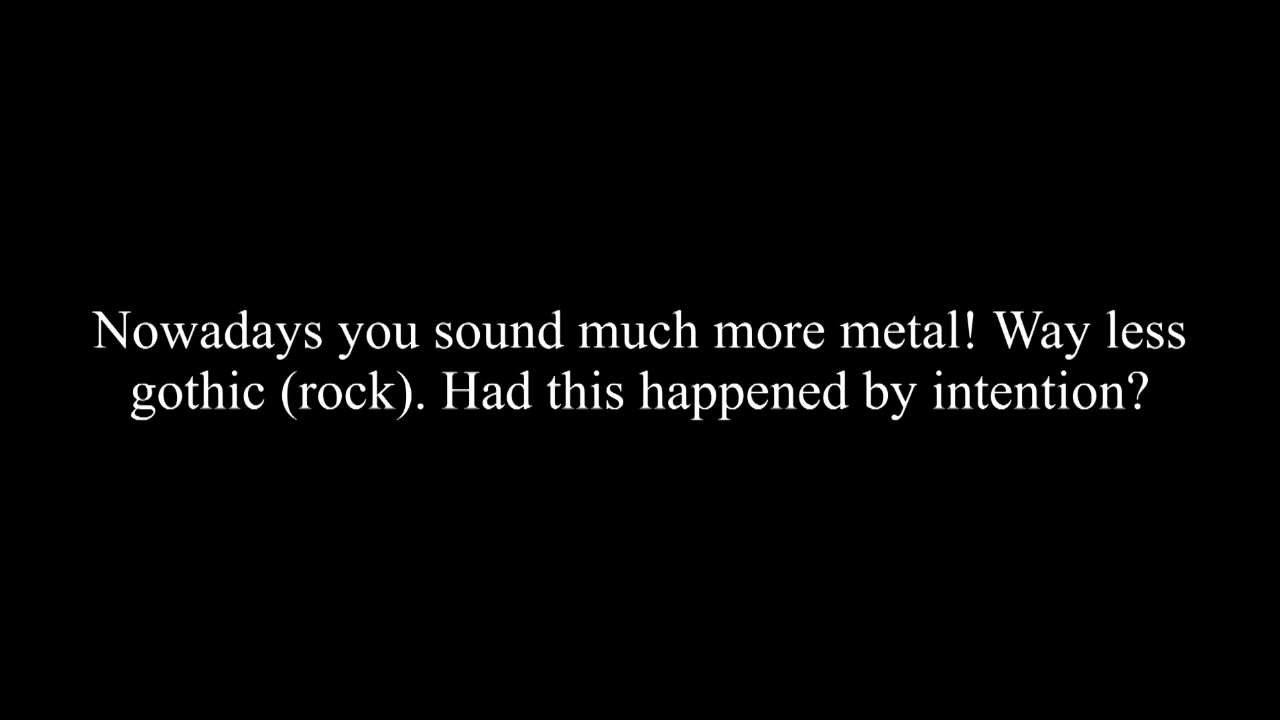 Nowadays you sound much more metal! Way less
gothic (rock). Had this happened by intention?